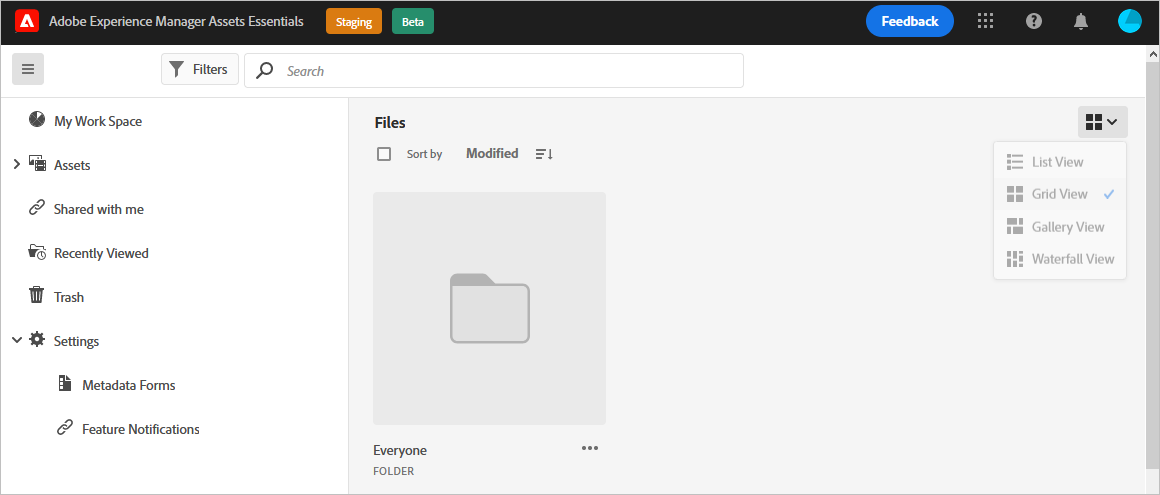 Adobe Experience Manager Assets Essentials
Staging
Beta
Feedback
Filters
Search
My Work Space
Assets
Shared with me
Recently Viewed
Trash
Settings
Metadata Forms
Feature Notifications
Files
Sort by Modified
List View
Grid View
Gallery View
Waterfall View
Everyone
FOLDER